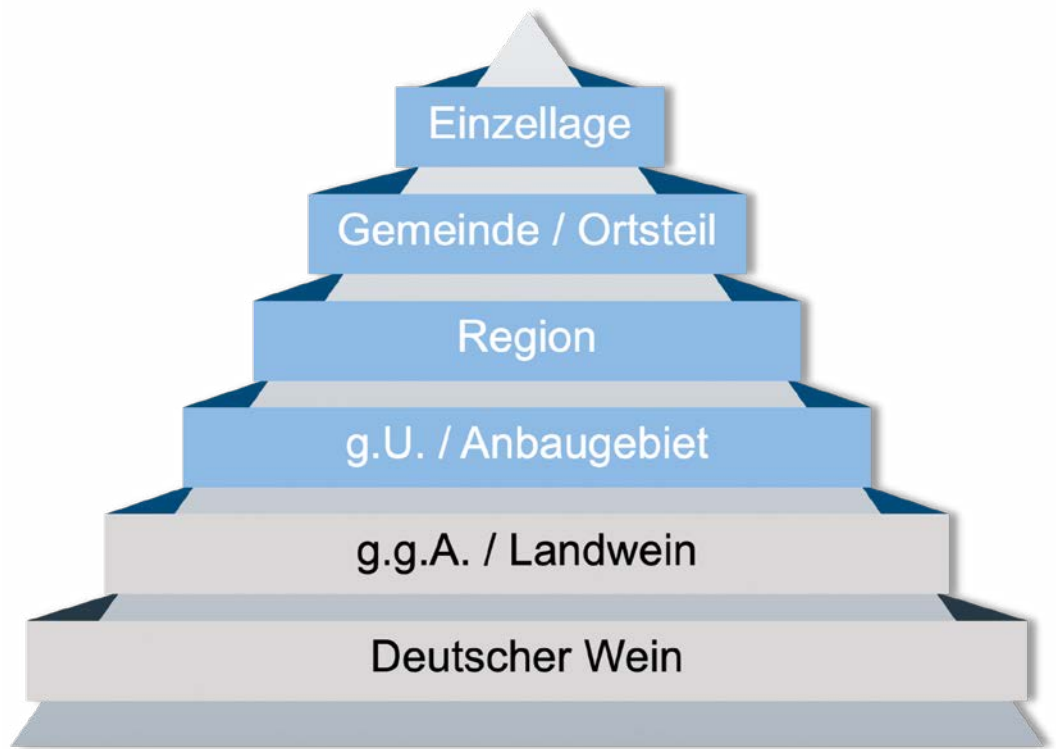 Einzellage
Gemeinde / Ortsteil
Region
g.U. / Anbaugebiet
g.g.A. / Landwein
Deutscher Wein